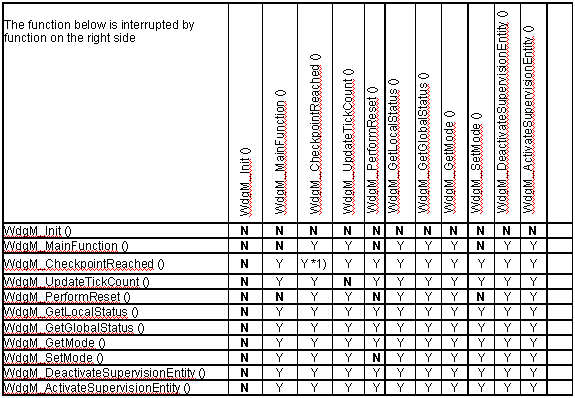 The function below is interrupted by
function on the right side
WdgM_Init ()
WdgM_MainFunction ()
WdgM_CheckpointReached ()
WdgM_UpdateTickCount ()
WdgM_PerformReset ()
WdgM_GetLocalStatus ()
WdgM_GetGlobalStatus ()
WdgM_GetMode ()
WdgM_SetMode ()
WdgM_DeactivateSupervisionEntity ()
WdgM_ActivateSupervisionEntity ()
WdgM_Init () N N N N N N N N N N N
WdgM_MainFunction () N N Y Y N Y Y Y N Y Y
WdgM_CheckpointReached () N Y Y *1) Y Y Y Y Y Y Y Y
WdgM_UpdateTickCount () N Y Y N Y Y Y Y Y Y Y
WdgM_PerformReset () N N Y Y N Y Y Y N Y Y
WdgM_GetLocalStatus () N Y Y Y Y Y Y Y Y Y Y
WdgM_GetGlobalStatus () N Y Y Y Y Y Y Y Y Y Y
WdgM_GetMode () N Y Y Y Y Y Y Y Y Y Y
WdgM_SetMode () N Y Y Y N Y Y Y Y Y Y
WdgM_DeactivateSupervisionEntity () N Y Y Y Y Y Y Y Y Y Y
WdgM_ActivateSupervisionEntity () N Y Y Y Y Y Y Y Y Y Y